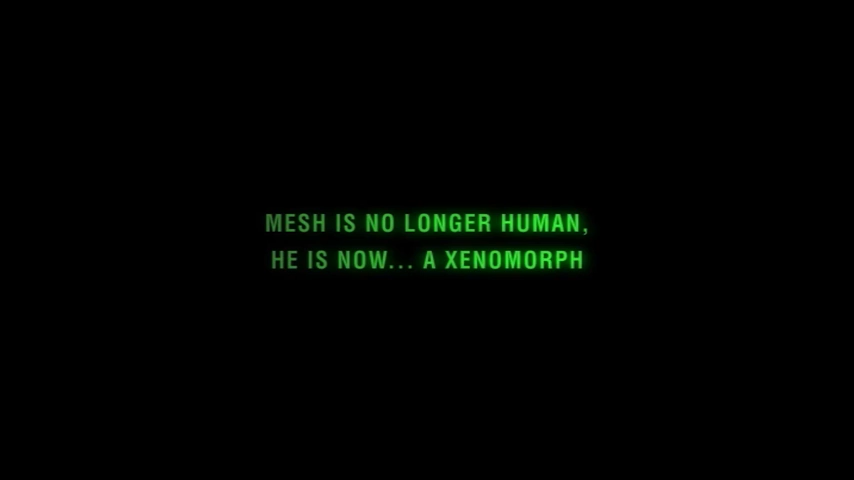 MESH IS NO LONGER HUMAN,
HE IS NOW... A XENOMORPH